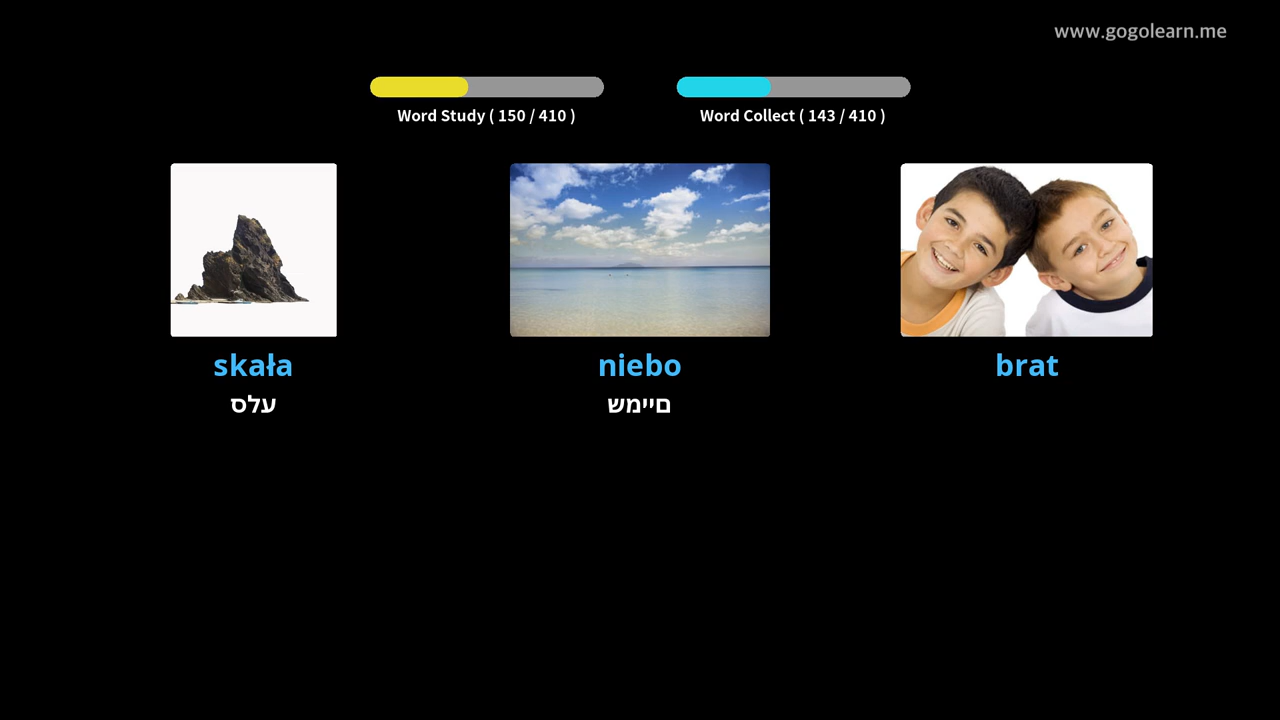 www.gogolearn.me
Word Study ( 150 / 410 )
Word Collect ( 143 / 410 )
skała
niebo
brat
עלס
םיימש